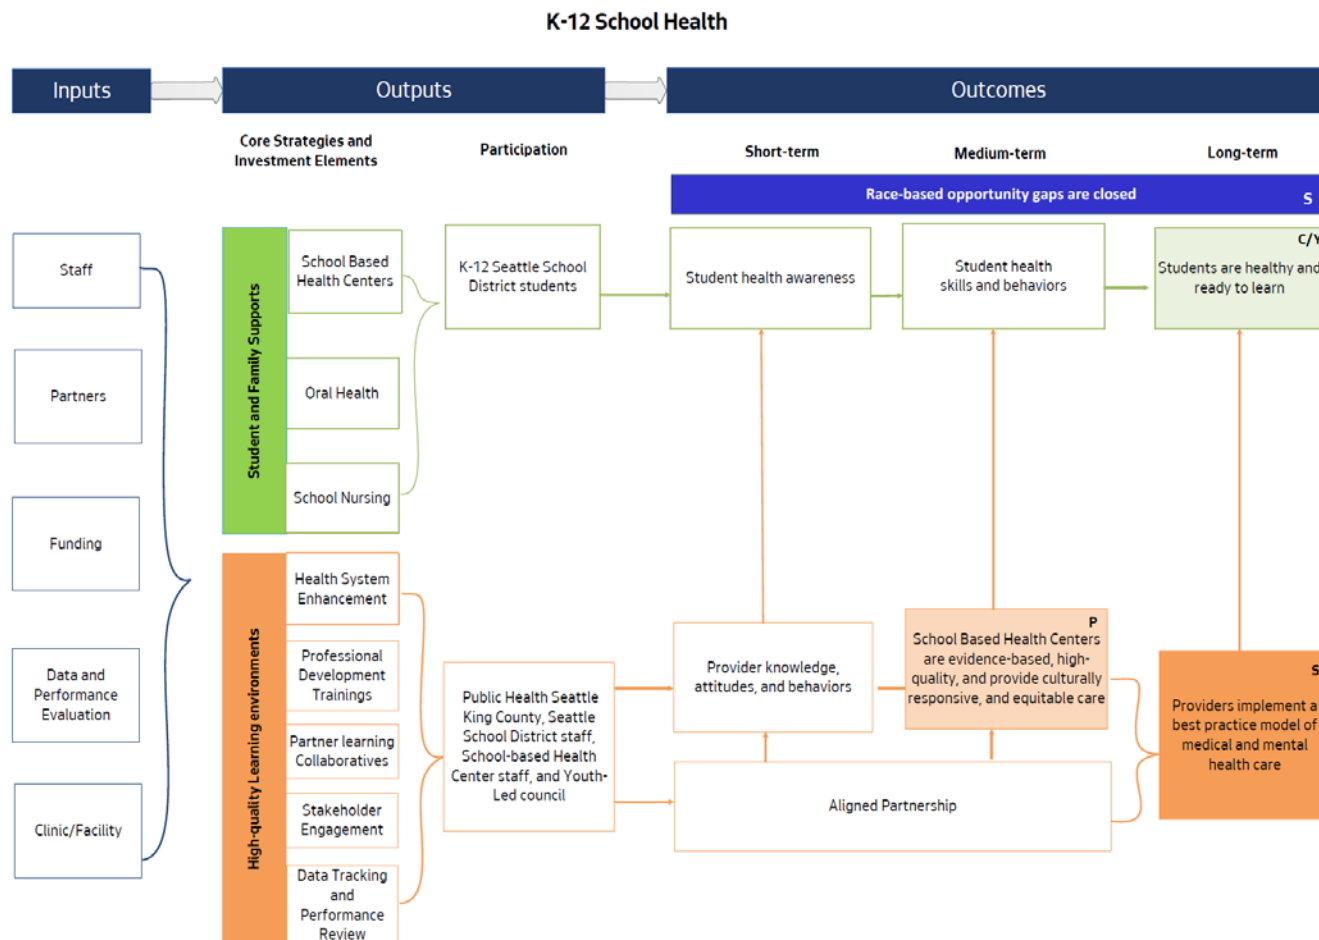 K-12 School Health
Inputs
Outputs
Outcomes
Core Strategies and
Investment Elements
Participation
Short-term
Medium-term
Long-term
Race-based opportunity gaps are closed
S
Staff
Partners
Funding
Data and
Performance
Evaluation
Clinic/Facility
Student and Family Supports
School Based
Health Centers
Oral Health
School Nursing
K-12 Seattle School
District students
Student health awareness
Student health
skills and behaviors
C/Y
Students are healthy and
ready to learn
High-quality Learning environments
Health System
Enhancement
Professional
Development
Trainings
Partner learning
Collaboratives
Stakeholder
Engagement
Data Tracking
and
Performance
Review
Public Health Seattle
King County, Seattle
School District staff,
School-based Health
Center staff, and Youth-
Led council
Provider knowledge,
attitudes, and behaviors
P
School Based Health Centers
are evidence-based, high-
quality, and provide culturally
responsive, and equitable care
Aligned Partnership
S
Providers implement a
best practice model of
medical and mental
health care